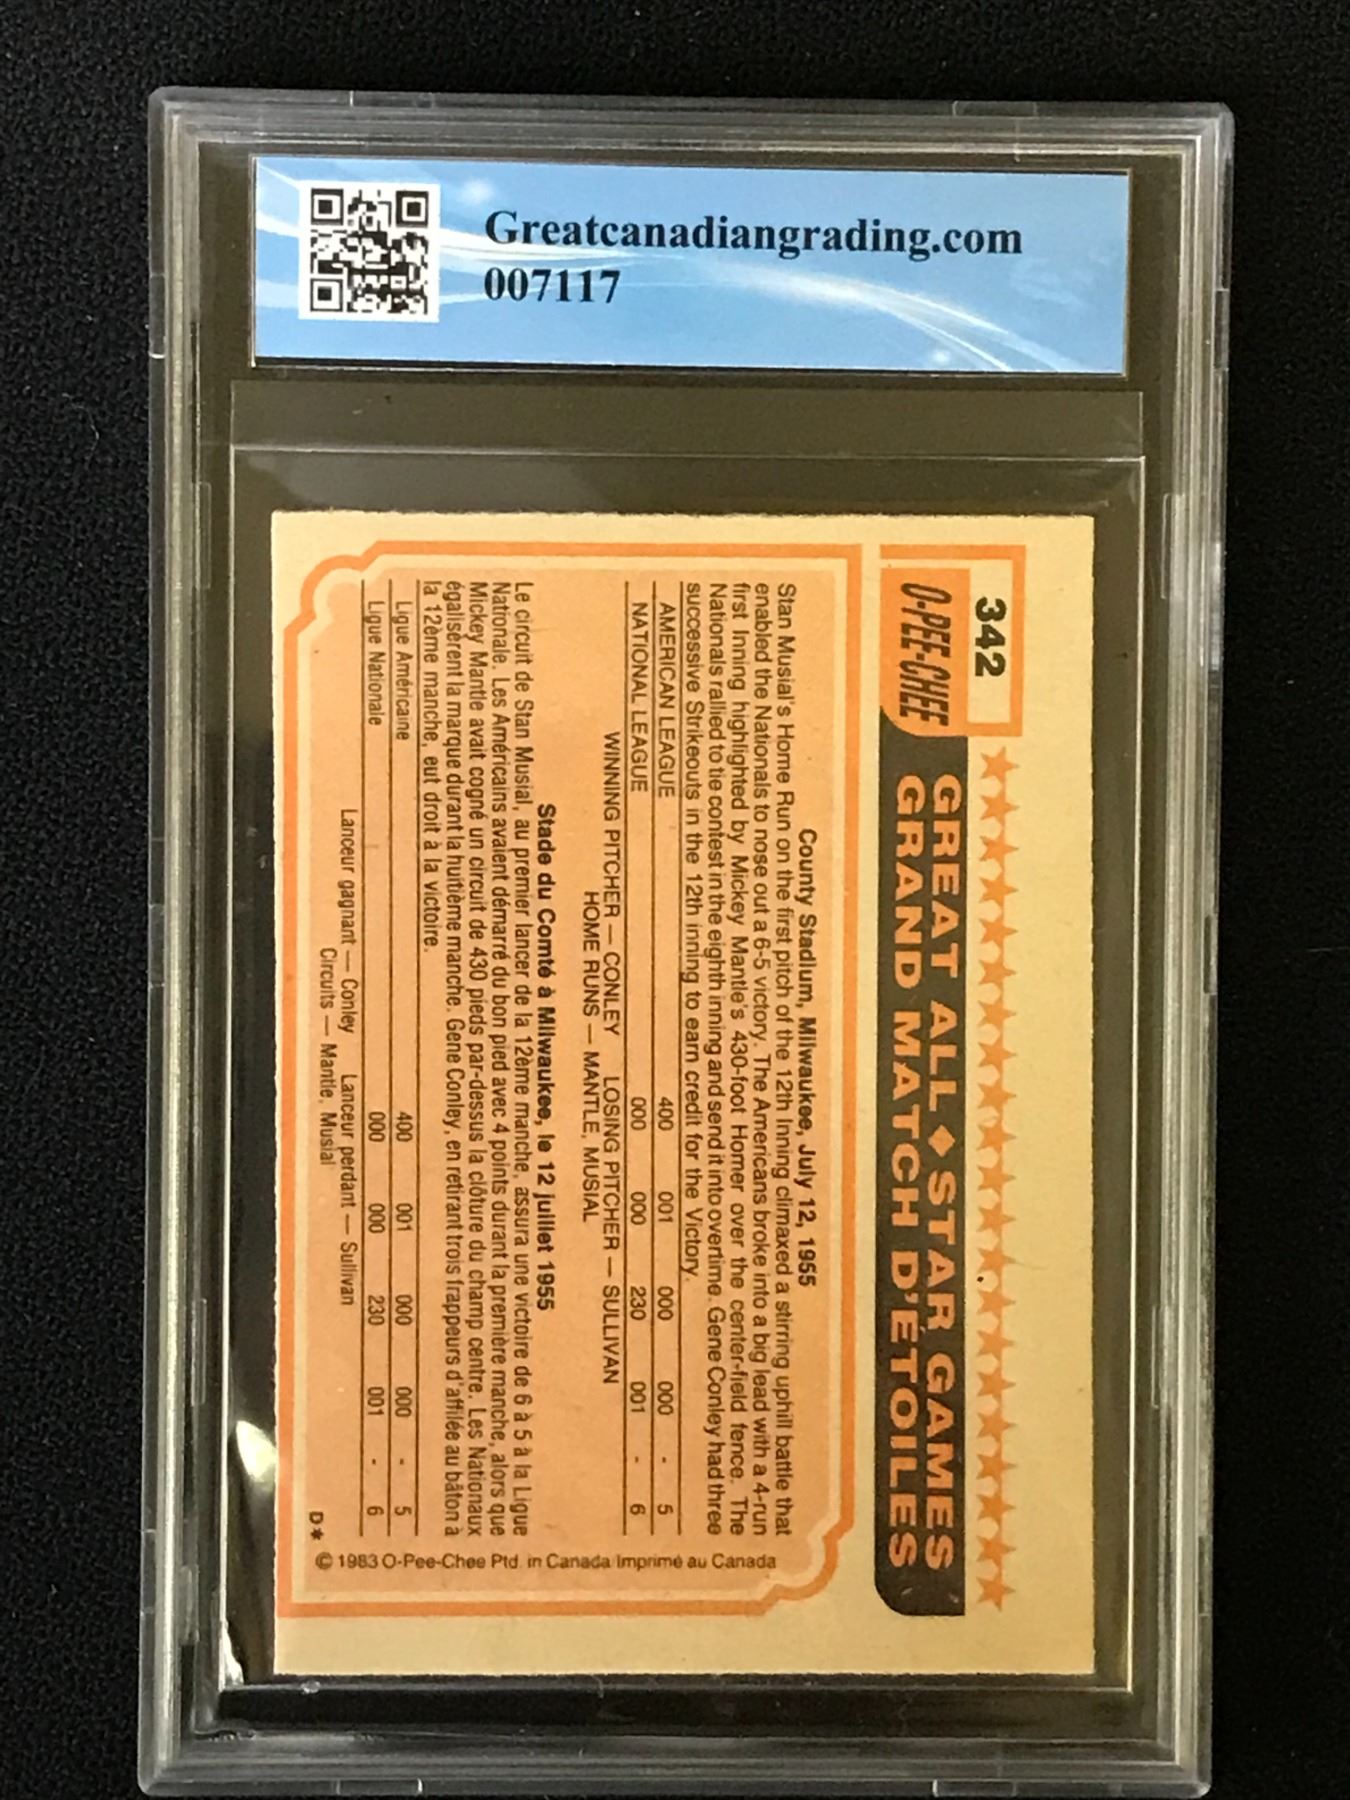 Greatcanadiangrading.com
007117
342
O-PEE-CHEE
GREAT ALL ◆ STAR GAMES
GRAND MATCH D'ÉTOILES
County Stadium, Milwaukee, July 12, 1955
Stan Musial's Home Run on the first pitch of the 12th Inning climaxed a stirring uphill battle that
enabled the Nationals to nose out a 6-5 victory. The Americans broke into a big lead with a 4-run
first Inning highlighted by Mickey Mantle's 430-foot Homer over the center-field fence. The
Nationals rallied to tie contest in the eighth inning and send it into overtime. Gene Conley had three
successive Strikeouts in the 12th inning to earn credit for the Victory.
AMERICAN LEAGUE 400 001 000 000 - 5
NATIONAL LEAGUE 000 000 230 001 - 6
WINNING PITCHER — CONLEY LOSING PITCHER — SULLIVAN
HOME RUNS — MANTLE, MUSIAL
Stade du Comté à Milwaukee, le 12 juillet 1955
Le circuit de Stan Musial, au premier lancer de la 12ème manche, assura une victoire de 6 à 5 à la Ligue
Nationale. Les Américains avaient démarré du bon pied avec 4 points durant la première manche, alors que
Mickey Mantle avait cogné un circuit de 430 pieds par-dessus la clôture du champ centre. Les Nationaux
égalisèrent la marque durant la huitième manche. Gene Conley, en retirant trois frappeurs d'affilée au bâton à
la 12ème manche, eut droit à la victoire.
Ligue Américaine 400 001 000 000 - 5
Ligue Nationale 000 000 230 001 - 6
Lanceur gagnant — Conley Lanceur perdant — Sullivan
Circuits — Mantle, Musial
D*
© 1983 O-Pee-Chee Ptd. in Canada Imprimé au Canada